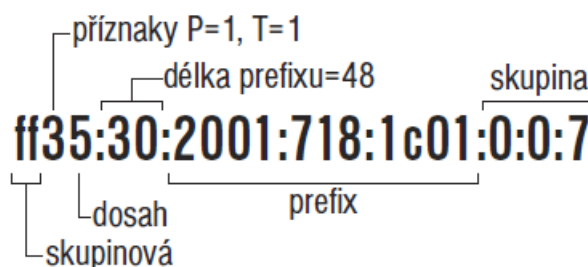 příznaky P=1, T=1
délka prefixu=48
skupina
ff35:30:2001:718:1c01:0:0:7
prefix
dosah
skupinová